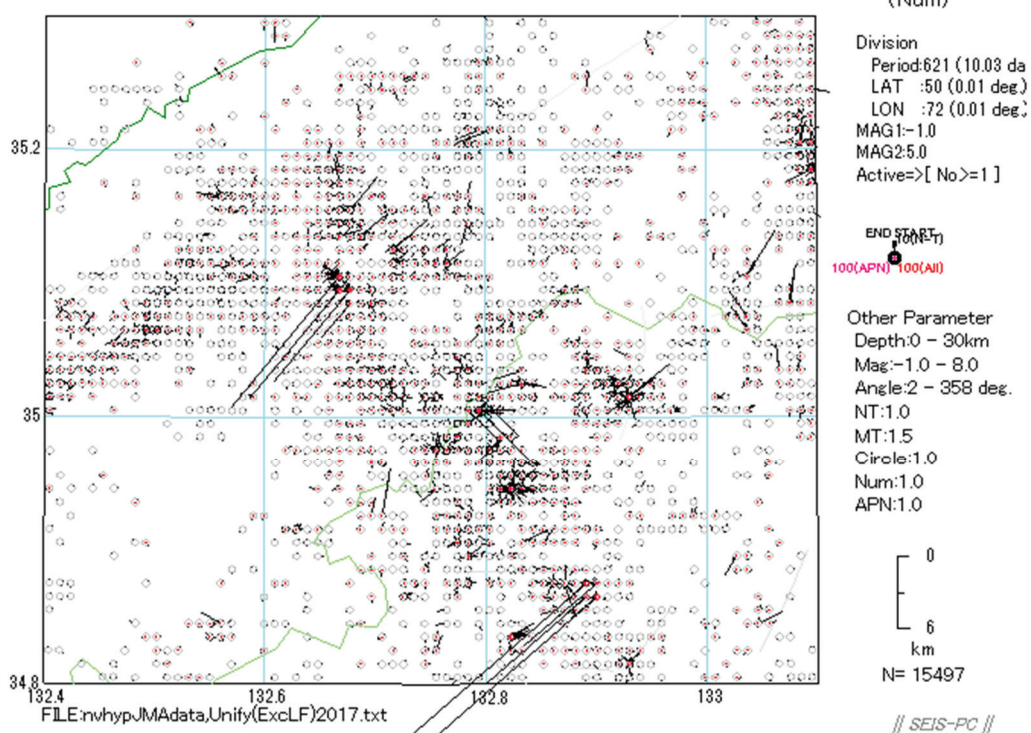 (Num)
Division
Period:621 (10.03 da
LAT :50 (0.01 deg.)
LON :72 (0.01 deg.
MAG1:-1.0
MAG2:5.0
Active=>[ No>=1 ]
35.2
END START
10(N-T)
100(APN) 100(All)
Other Parameter
Depth:0 - 30km
Mag:-1.0 - 8.0
Angle:2 - 358 deg.
NT:1.0
MT:1.5
Circle:1.0
Num:1.0
APN:1.0
35
0
6
km
N= 15497
34.8
132.4 132.6 132.8 133
FILE:nvhypJMAdata,Unify(ExcLF)2017.txt
// SEIS-PC //